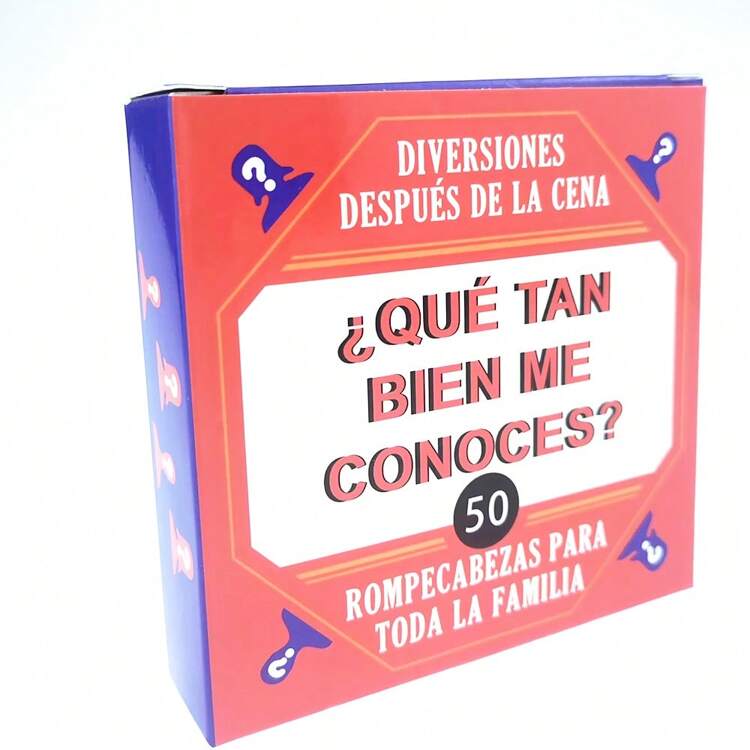 DIVERSIONES
DESPUÉS DE LA CENA
¿QUÉ TAN
BIEN ME
CONOCES?
50
ROMPECABEZAS PARA
TODA LA FAMILIA